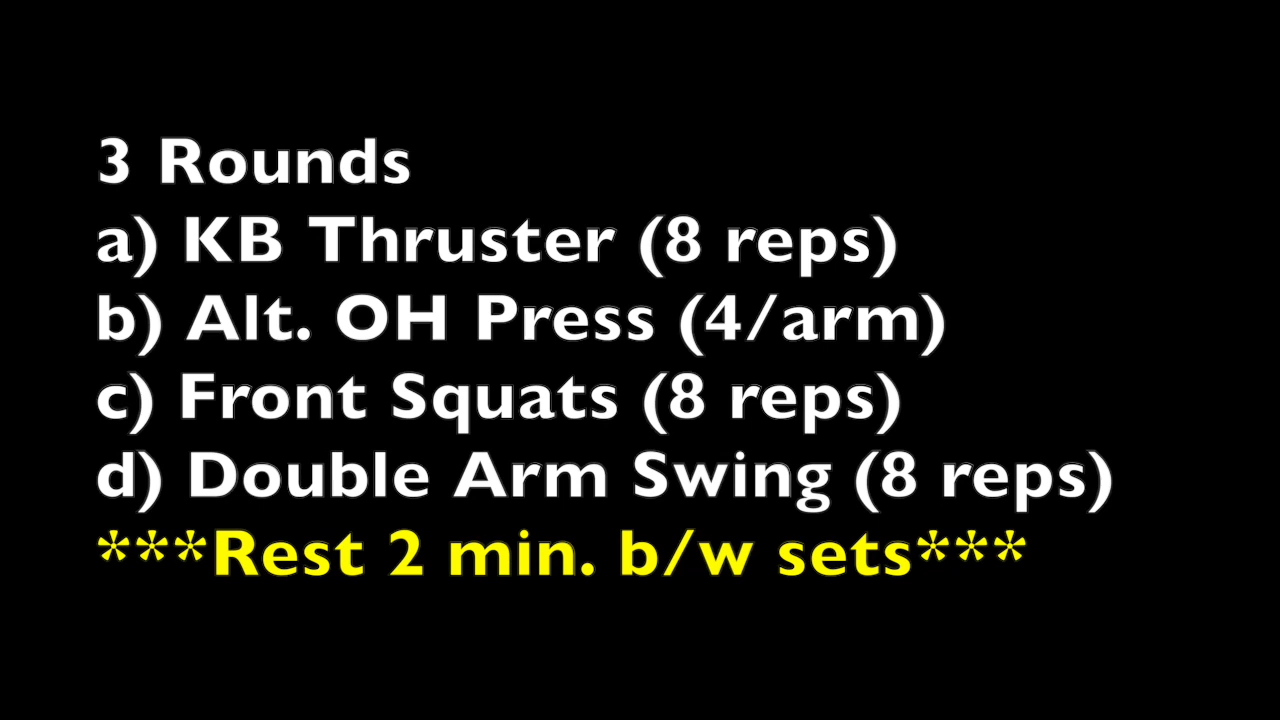 3 Rounds
a) KB Thruster (8 reps)
b) Alt. OH Press (4/arm)
c) Front Squats (8 reps)
d) Double Arm Swing (8 reps)
***Rest 2 min. b/w sets***